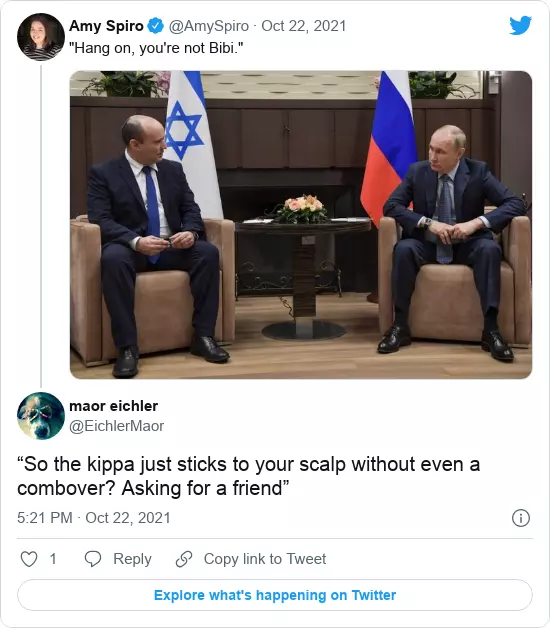 Amy Spiro @AmySpiro · Oct 22, 2021
"Hang on, you're not Bibi."
maor eichler
@EichlerMaor
“So the kippa just sticks to your scalp without even a
combover? Asking for a friend”
5:21 PM · Oct 22, 2021
1 Reply Copy link to Tweet
Explore what's happening on Twitter